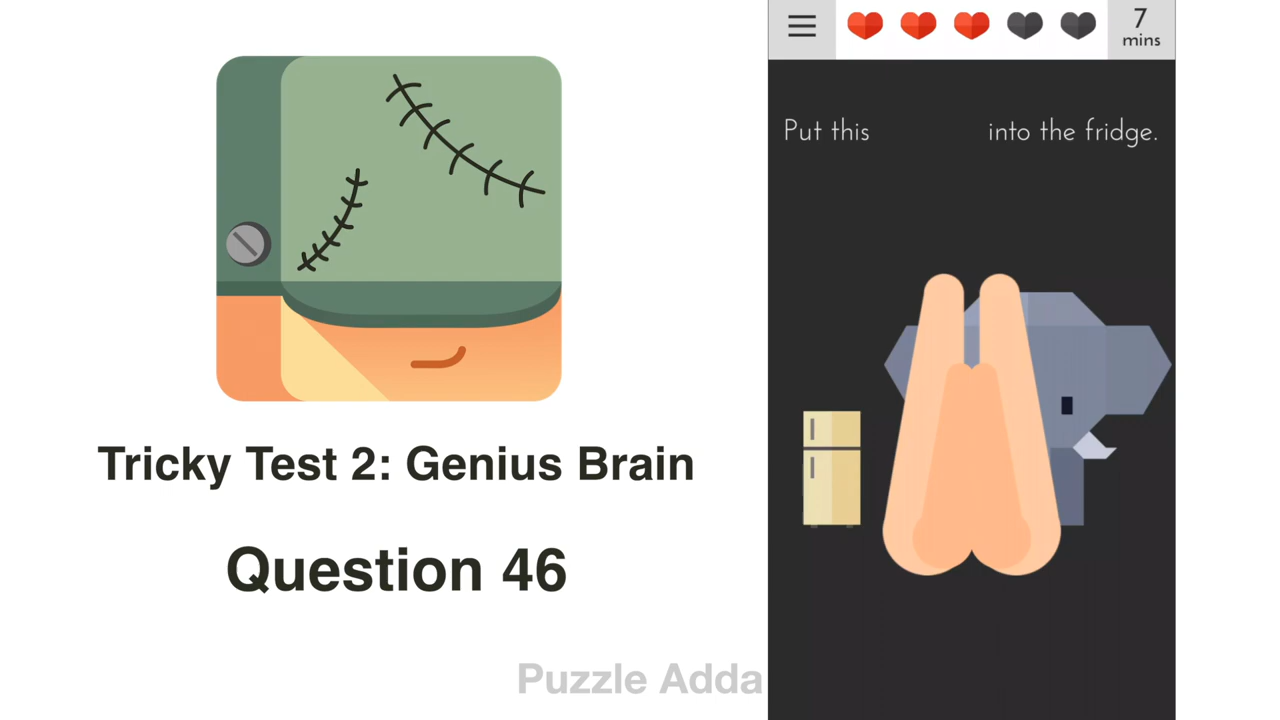 Tricky Test 2: Genius Brain
Question 46
Puzzle Adda
7
mins
Put this into the fridge.